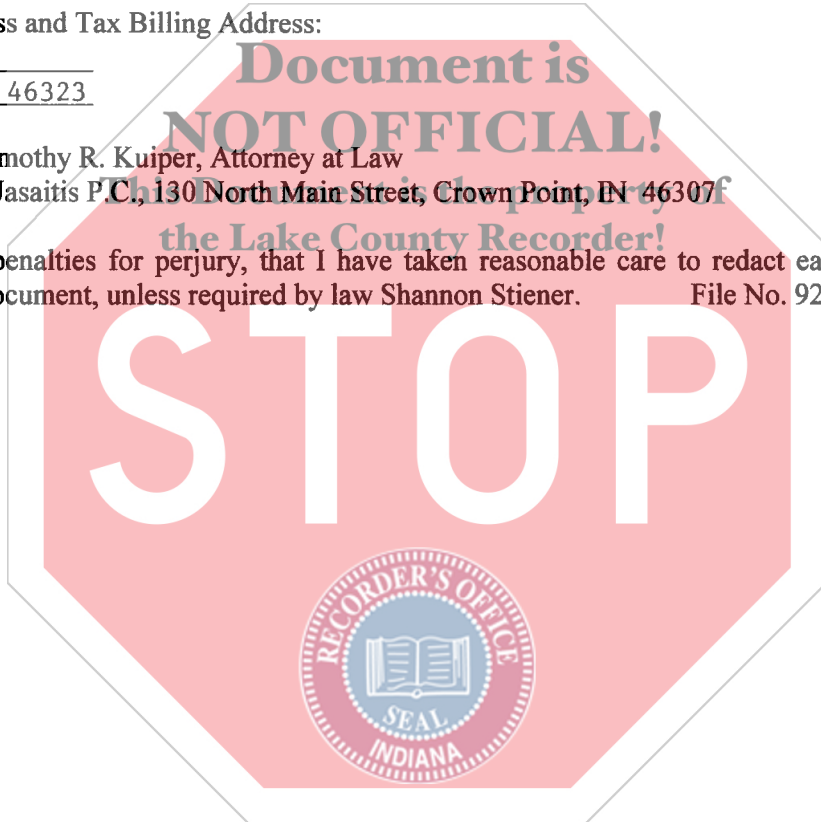 ss and Tax Billing Address:
Document is
46323
NOT OFFICIAL!
mothy R. Kuiper, Attorney at Law
This Document is the property of
Jasaitis P.C., 130 North Main Street, Crown Point, IN 46307
the Lake County Recorder!
penalties for perjury, that I have taken reasonable care to redact ea
ocument, unless required by law Shannon Stiener. File No. 92
STOP
RECORDER'S OFFICE
SEAL
INDIANA